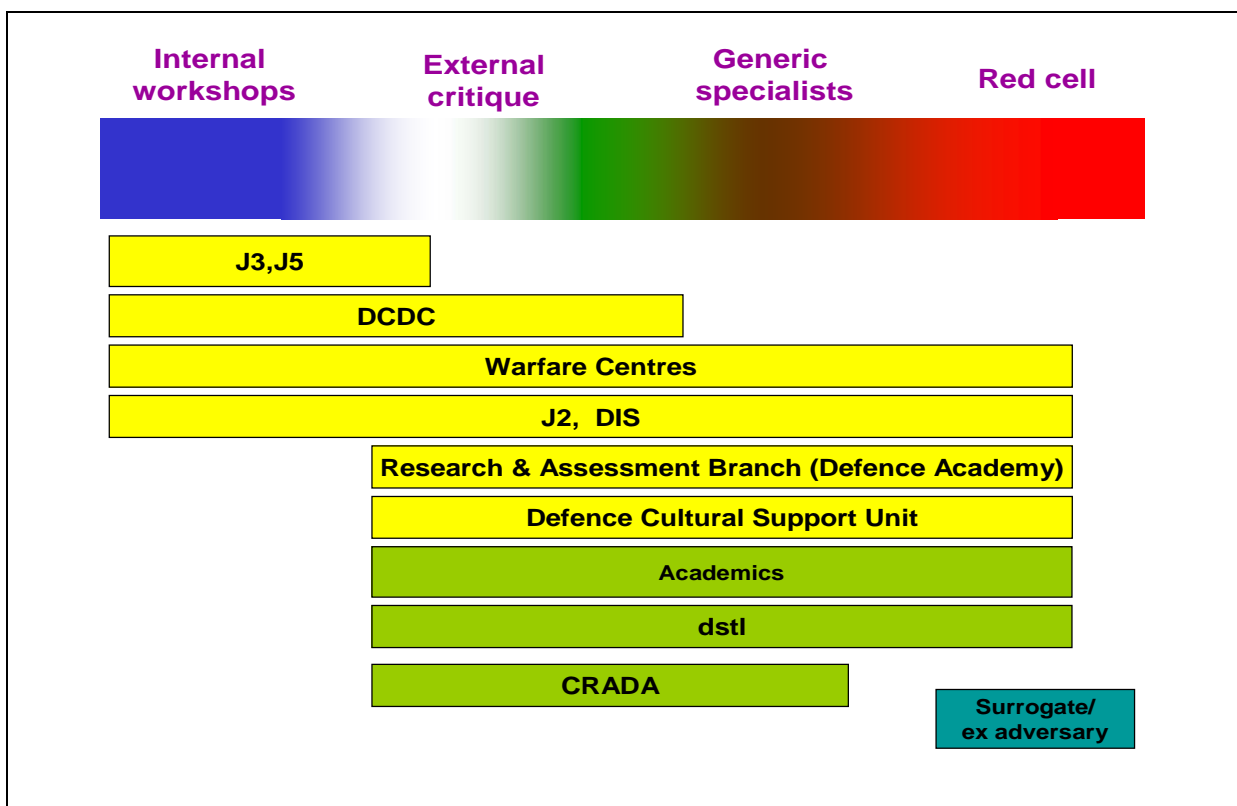 Internal
workshops
External
critique
Generic
specialists
Red cell
J3,J5
DCDC
Warfare Centres
J2, DIS
Research & Assessment Branch (Defence Academy)
Defence Cultural Support Unit
Academics
dstl
CRADA
Surrogate/
ex adversary